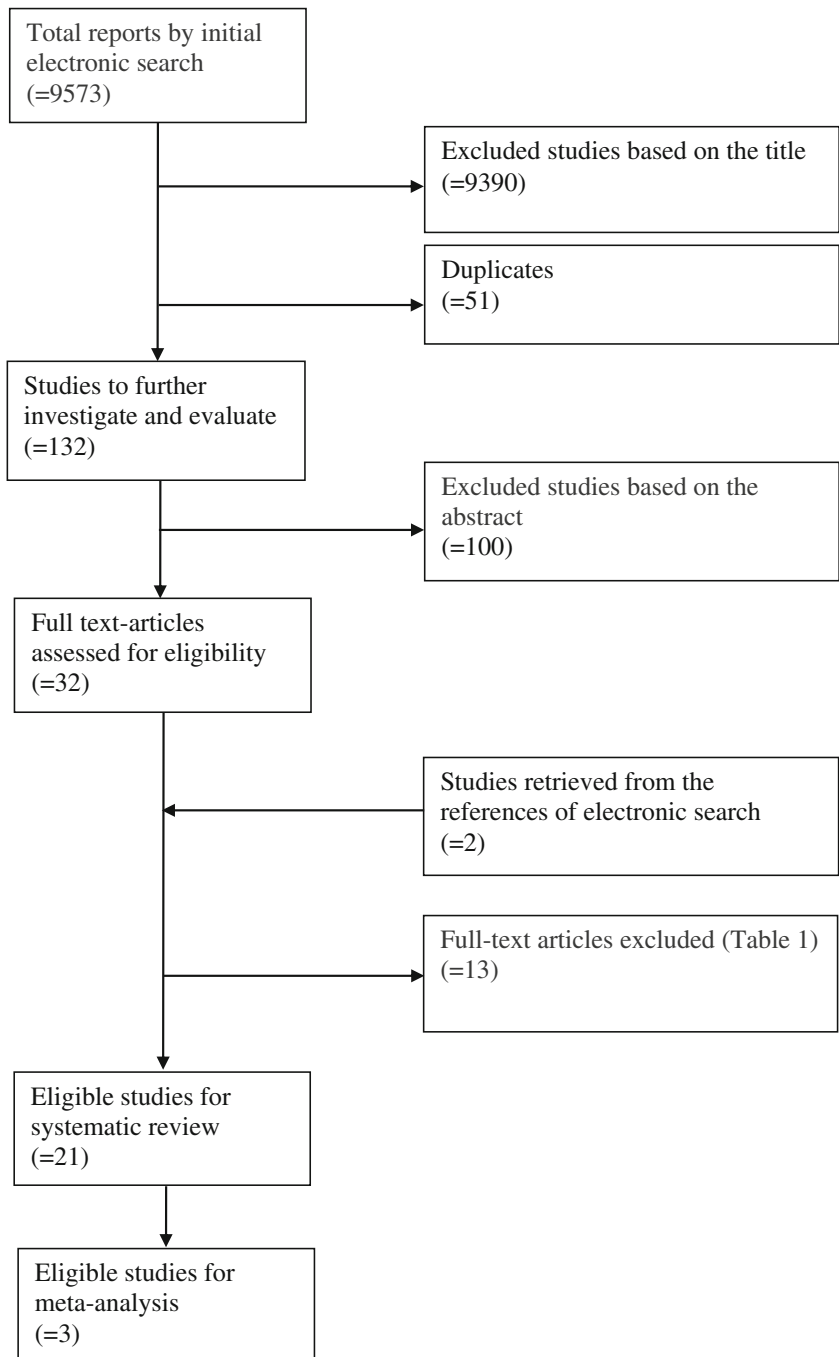 Total reports by initial
electronic search
(=9573)
Excluded studies based on the title
(=9390)
Duplicates
(=51)
Studies to further
investigate and evaluate
(=132)
Excluded studies based on the
abstract
(=100)
Full text-articles
assessed for eligibility
(=32)
Studies retrieved from the
references of electronic search
(=2)
Full-text articles excluded (Table 1)
(=13)
Eligible studies for
systematic review
(=21)
Eligible studies for
meta-analysis
(=3)